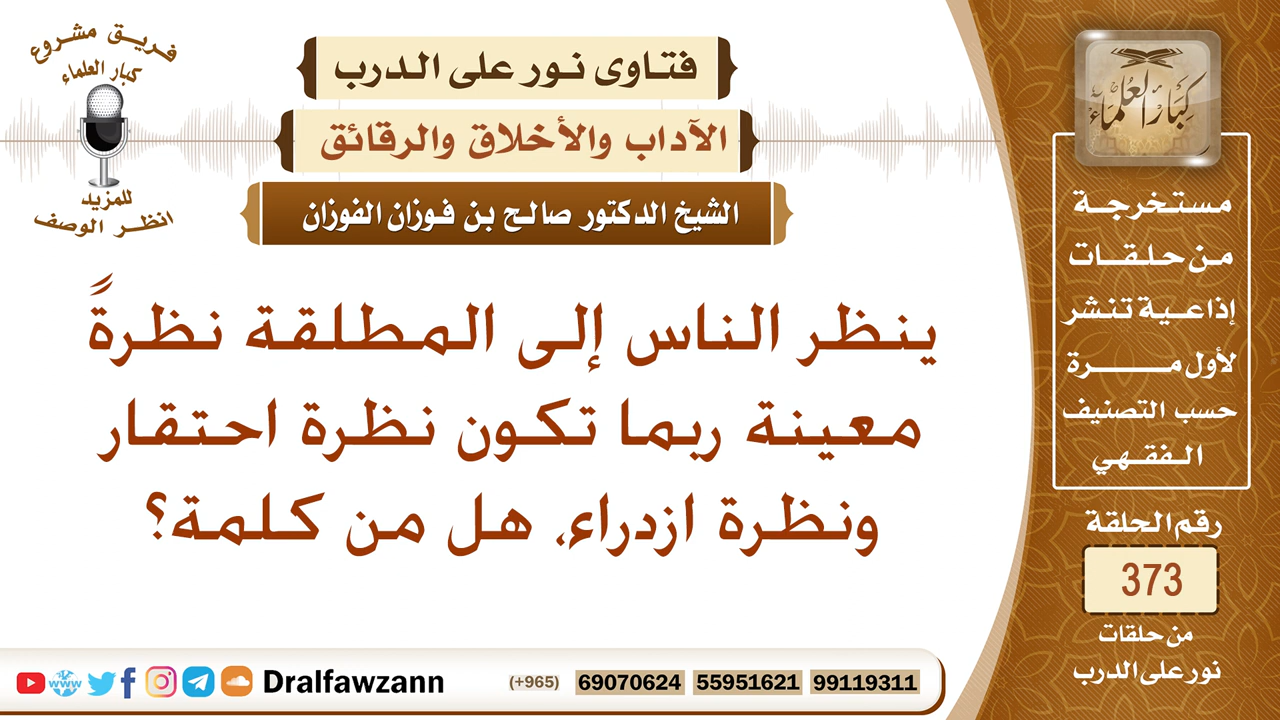 فريق مشروع
كبار العلماء
للمزيد
انظر الوصف
فتاوى نور على الدرب
الآداب والأخلاق والرقائق
الشيخ الدكتور صالح بن فوزان الفوزان
ينظر الناس إلى المطلقة نظرةً
معينة ربما تكون نظرة احتقار
ونظرة ازدراء، هل من كلمة؟
كبار العلماء
مستخرجة
من حلقات
إذاعية تنشر
لأول مرة
حسب التصنيف
الفقهي
رقم الحلقة
373
من حلقات
نور على الدرب
www Dralfawzann (+965) 69070624 55951621 99119311